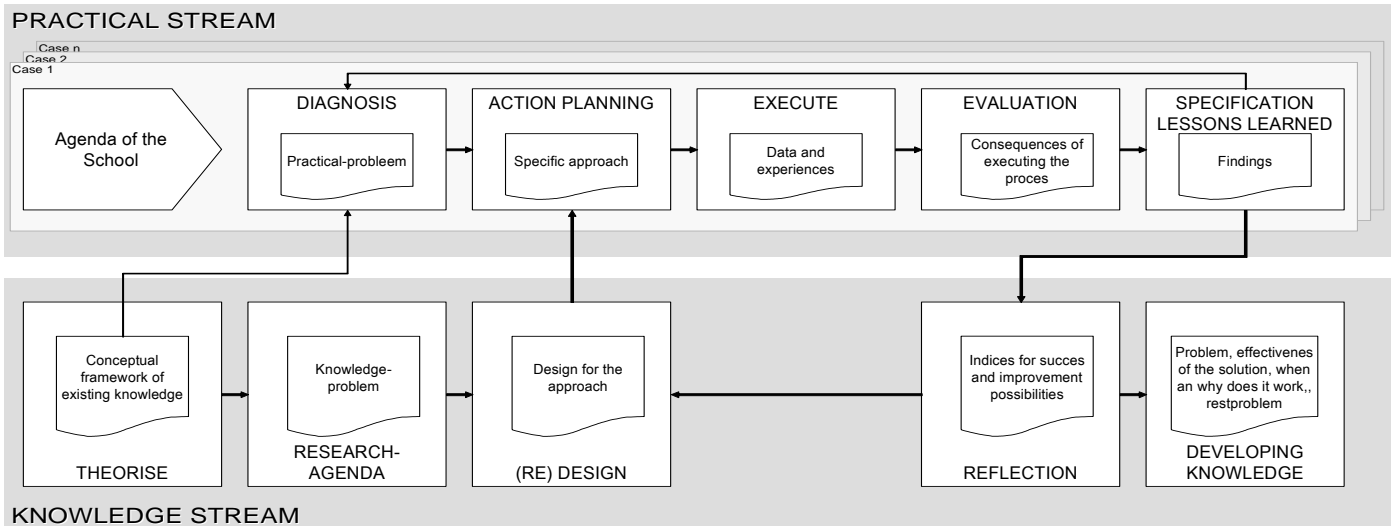 PRACTICAL STREAM
Case n
Case 2
Case 1
Agenda of the
School
DIAGNOSIS
Practical-probleem
ACTION PLANNING
Specific approach
EXECUTE
Data and
experiences
EVALUATION
Consequences of
executing the
proces
SPECIFICATION
LESSONS LEARNED
Findings
Conceptual
framework of
existing knowledge
THEORISE
Knowledge-
problem
RESEARCH-
AGENDA
Design for the
approach
(RE) DESIGN
Indices for succes
and improvement
possibilities
REFLECTION
Problem, effectivenes
of the solution, when
an why does it work,,
restproblem
DEVELOPING
KNOWLEDGE
KNOWLEDGE STREAM